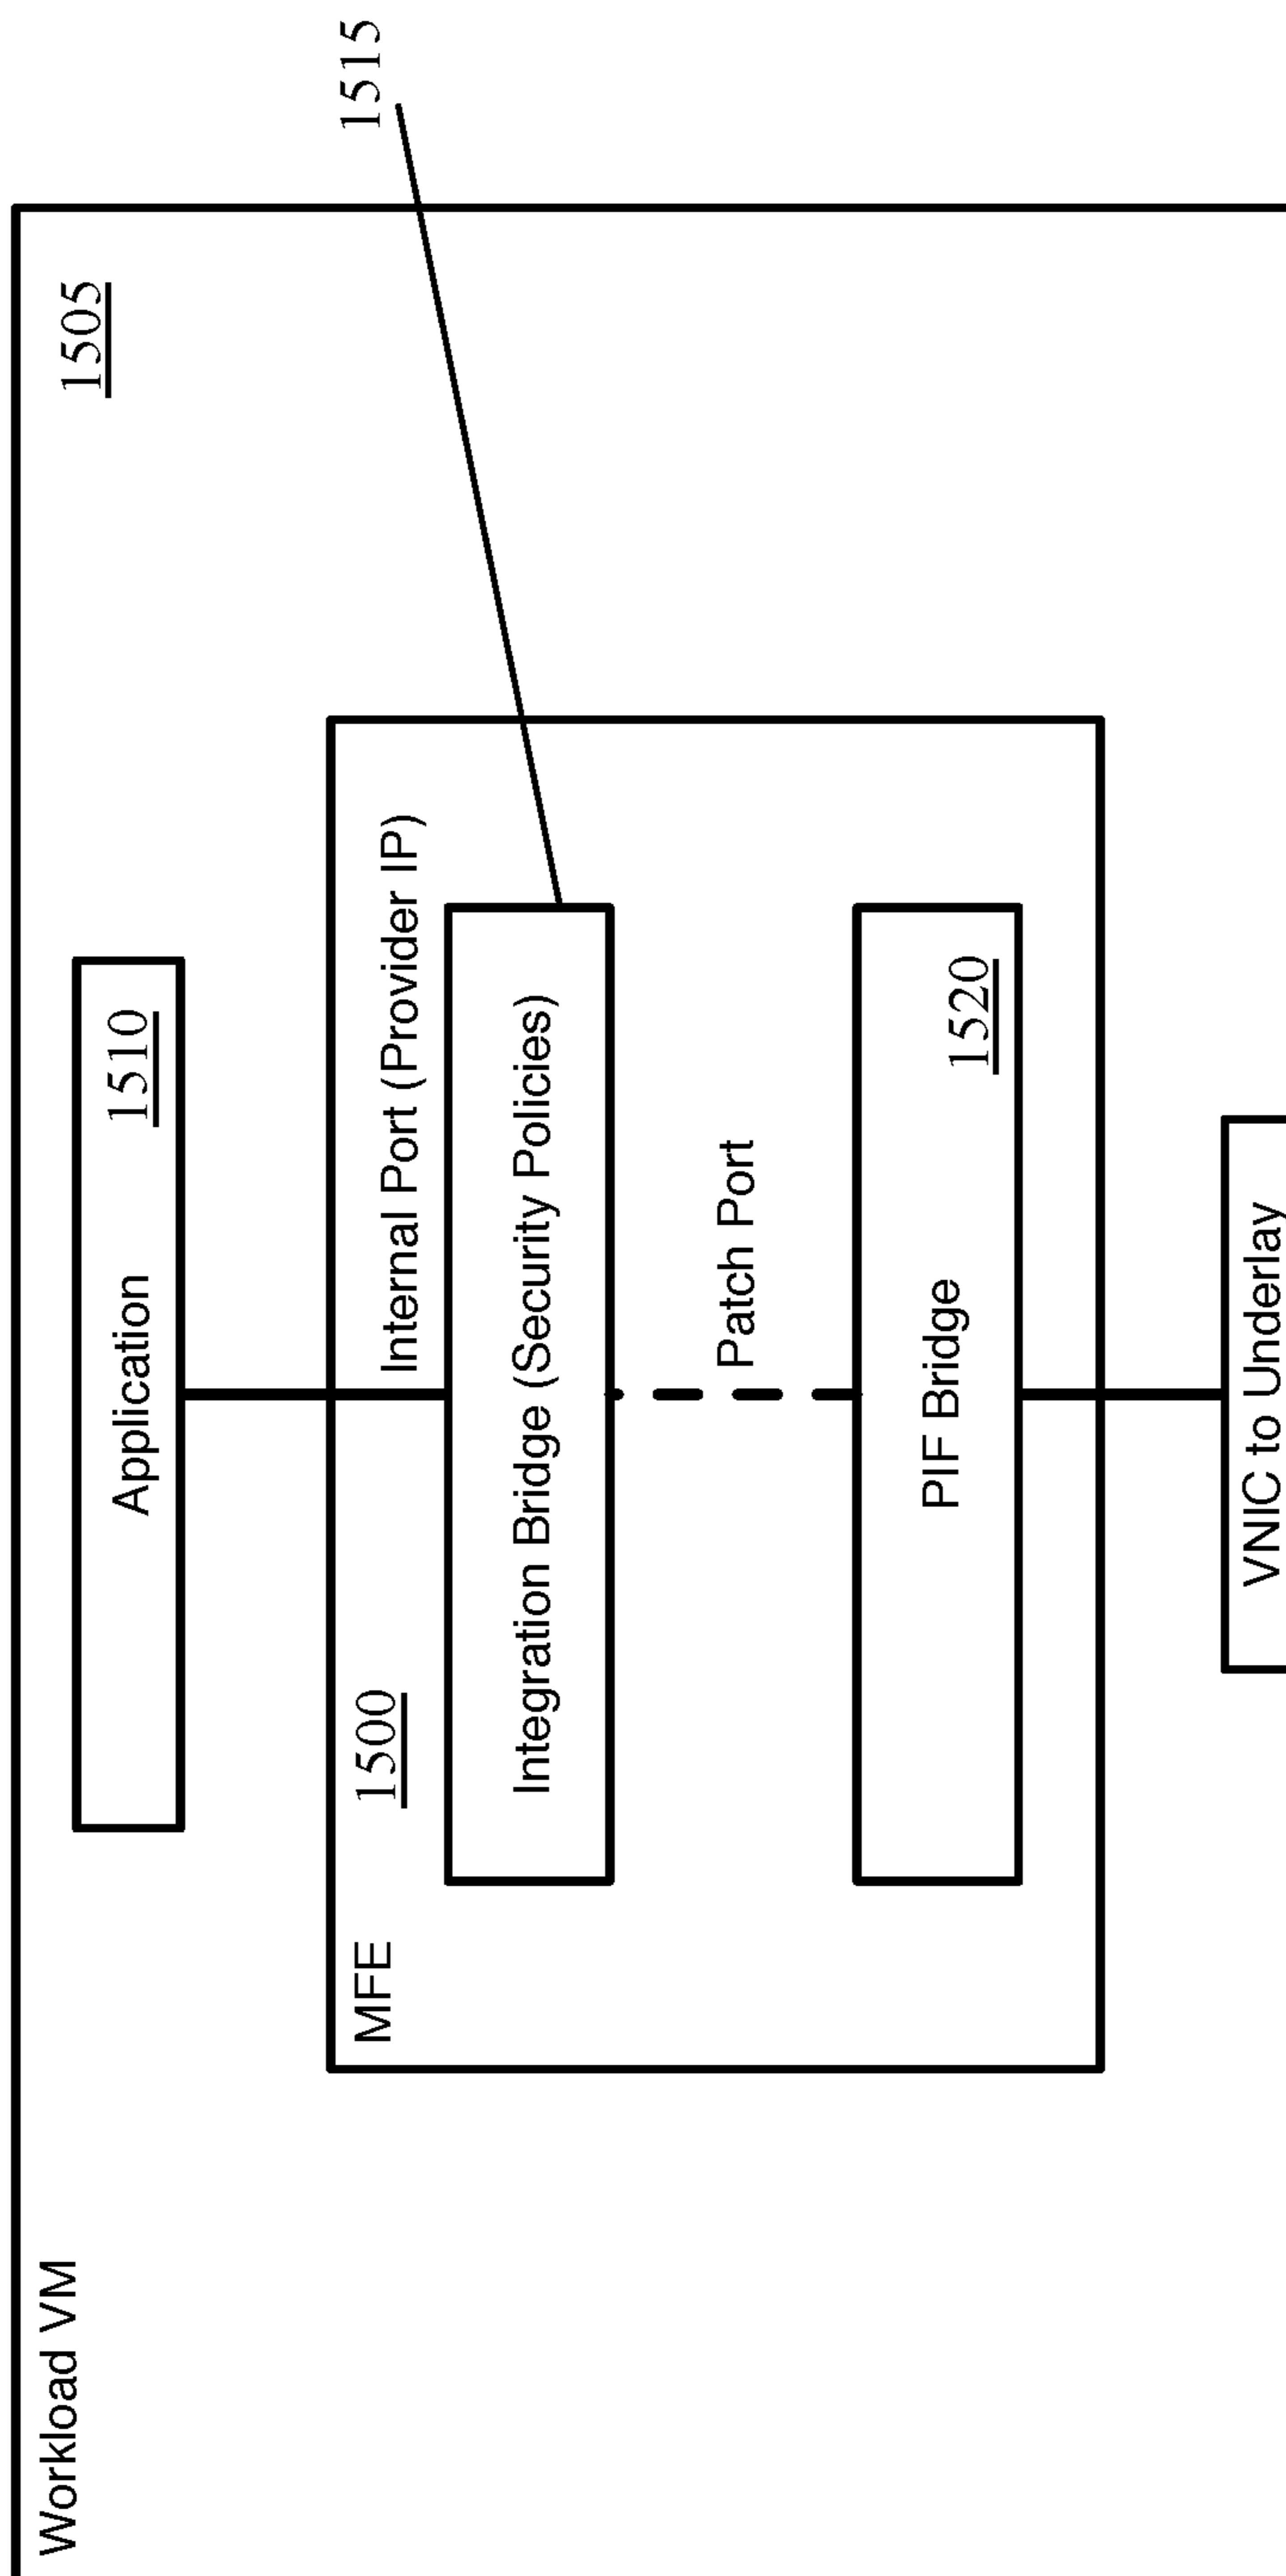 Workload VM
1505
Application
1510
MFE
1500
Internal Port (Provider IP)
1515
Integration Bridge (Security Policies)
Patch Port
PIF Bridge
1520
VNIC to Underlay